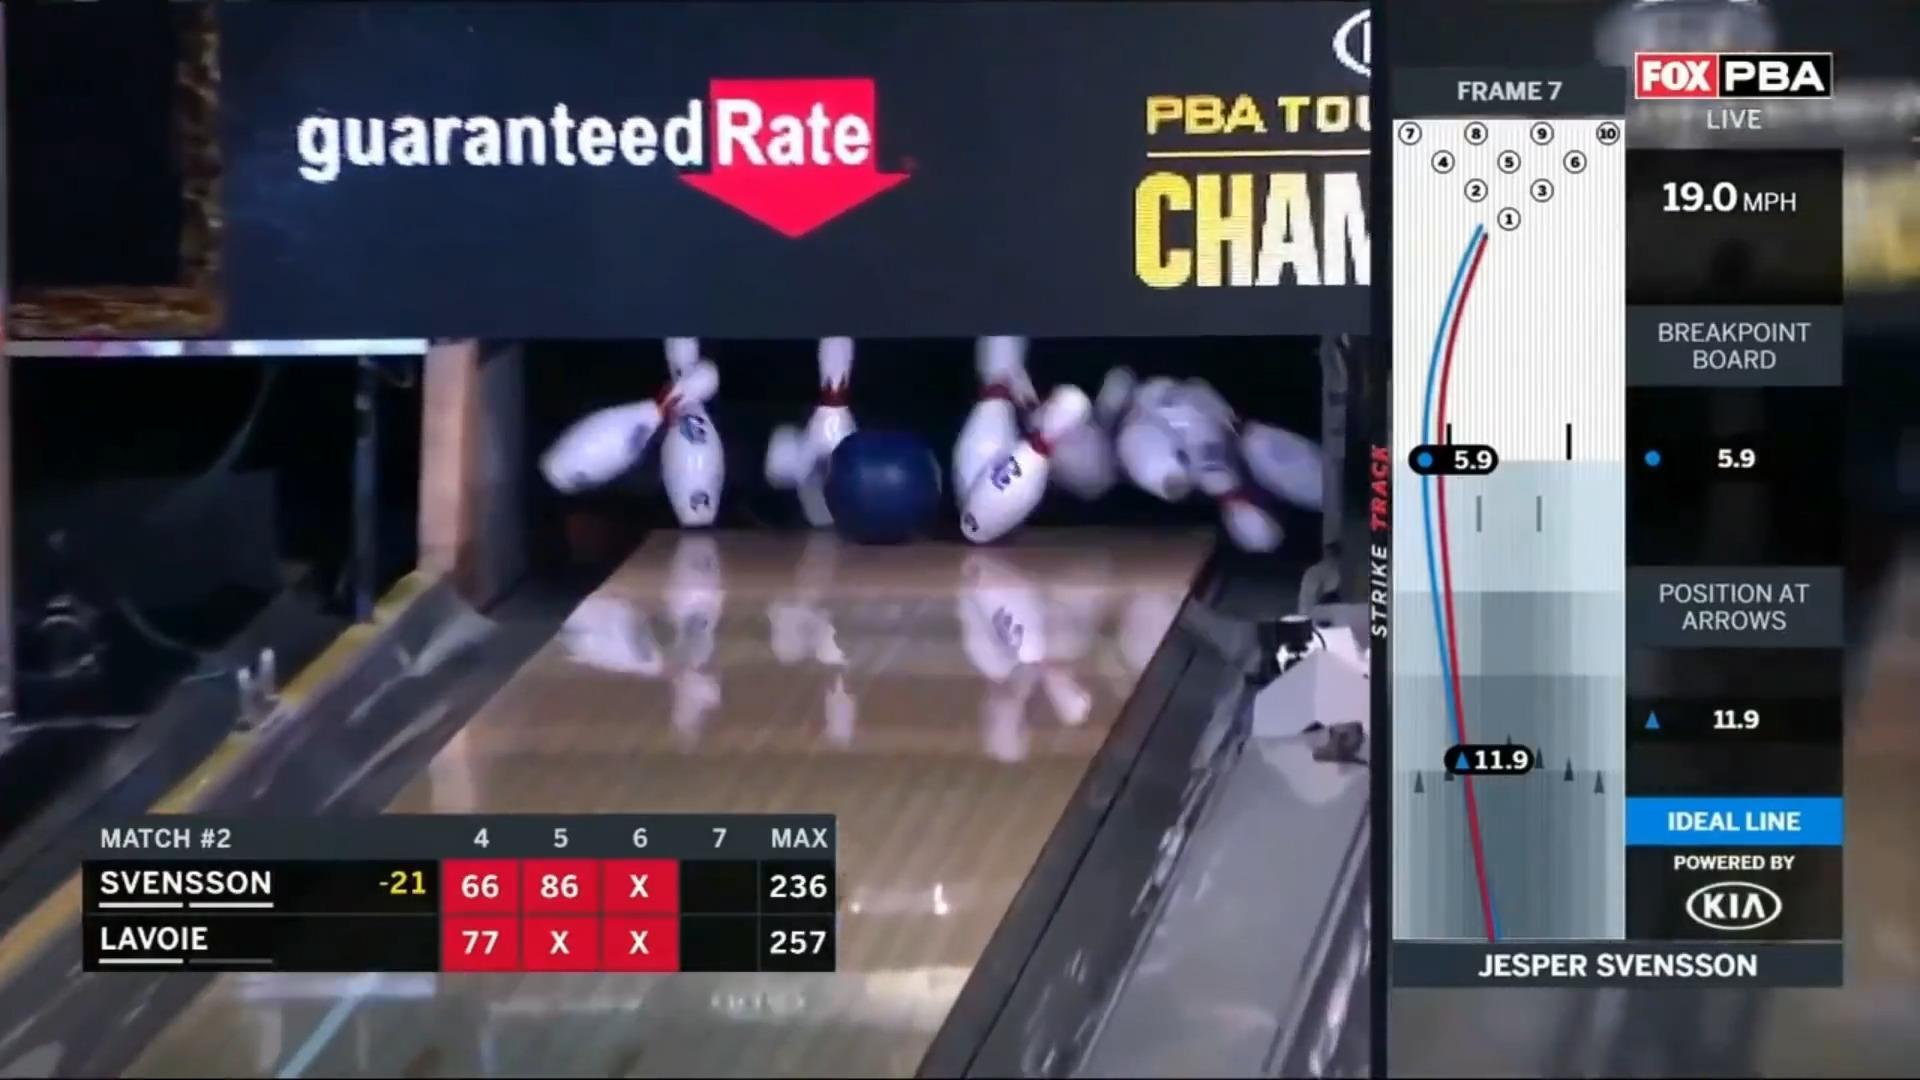 guaranteed Rate
PBA TOU
CHAM
FRAME 7
7 8 9 10
4 5 6
2 3
1
5.9
11.9
STRIKE TRACK
FOX PBA
LIVE
19.0 MPH
BREAKPOINT
BOARD
5.9
POSITION AT
ARROWS
11.9
IDEAL LINE
POWERED BY
KIA
JESPER SVENSSON
MATCH #2 4 5 6 7 MAX
SVENSSON -21 66 86 X 236
LAVOIE 77 X X 257